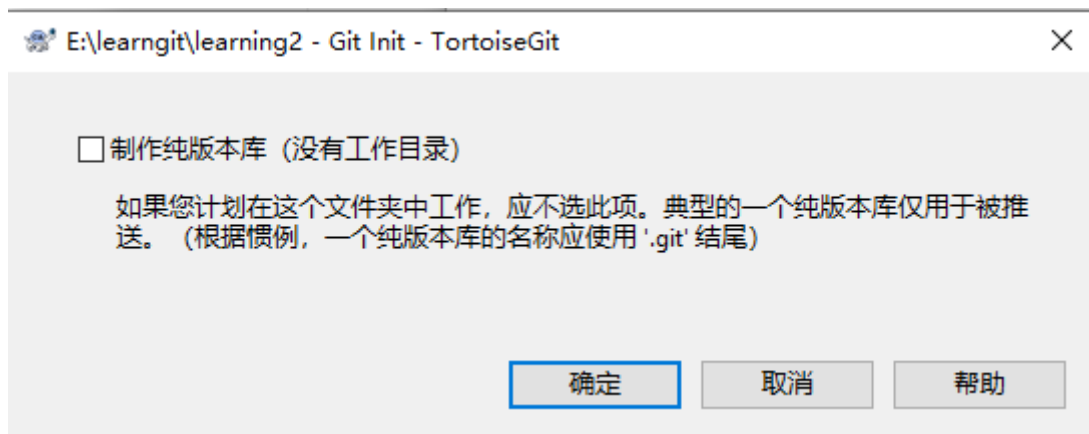 E:\learngit\learning2 - Git Init - TortoiseGit
制作纯版本库（没有工作目录）
如果您计划在这个文件夹中工作，应不选此项。典型的一个纯版本库仅用于被推
送。（根据惯例，一个纯版本库的名称应使用 '.git' 结尾）
确定 取消 帮助